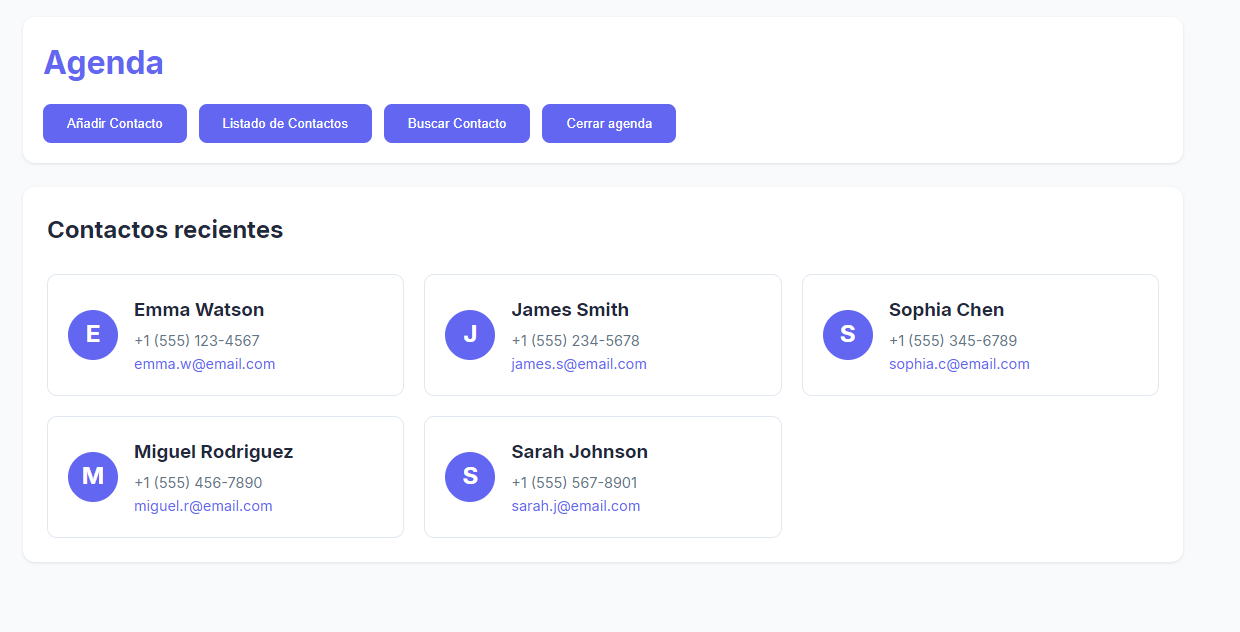 Agenda
Añadir Contacto
Listado de Contactos
Buscar Contacto
Cerrar agenda
Contactos recientes
E
Emma Watson
+1 (555) 123-4567
emma.w@email.com
J
James Smith
+1 (555) 234-5678
james.s@email.com
S
Sophia Chen
+1 (555) 345-6789
sophia.c@email.com
M
Miguel Rodriguez
+1 (555) 456-7890
miguel.r@email.com
S
Sarah Johnson
+1 (555) 567-8901
sarah.j@email.com